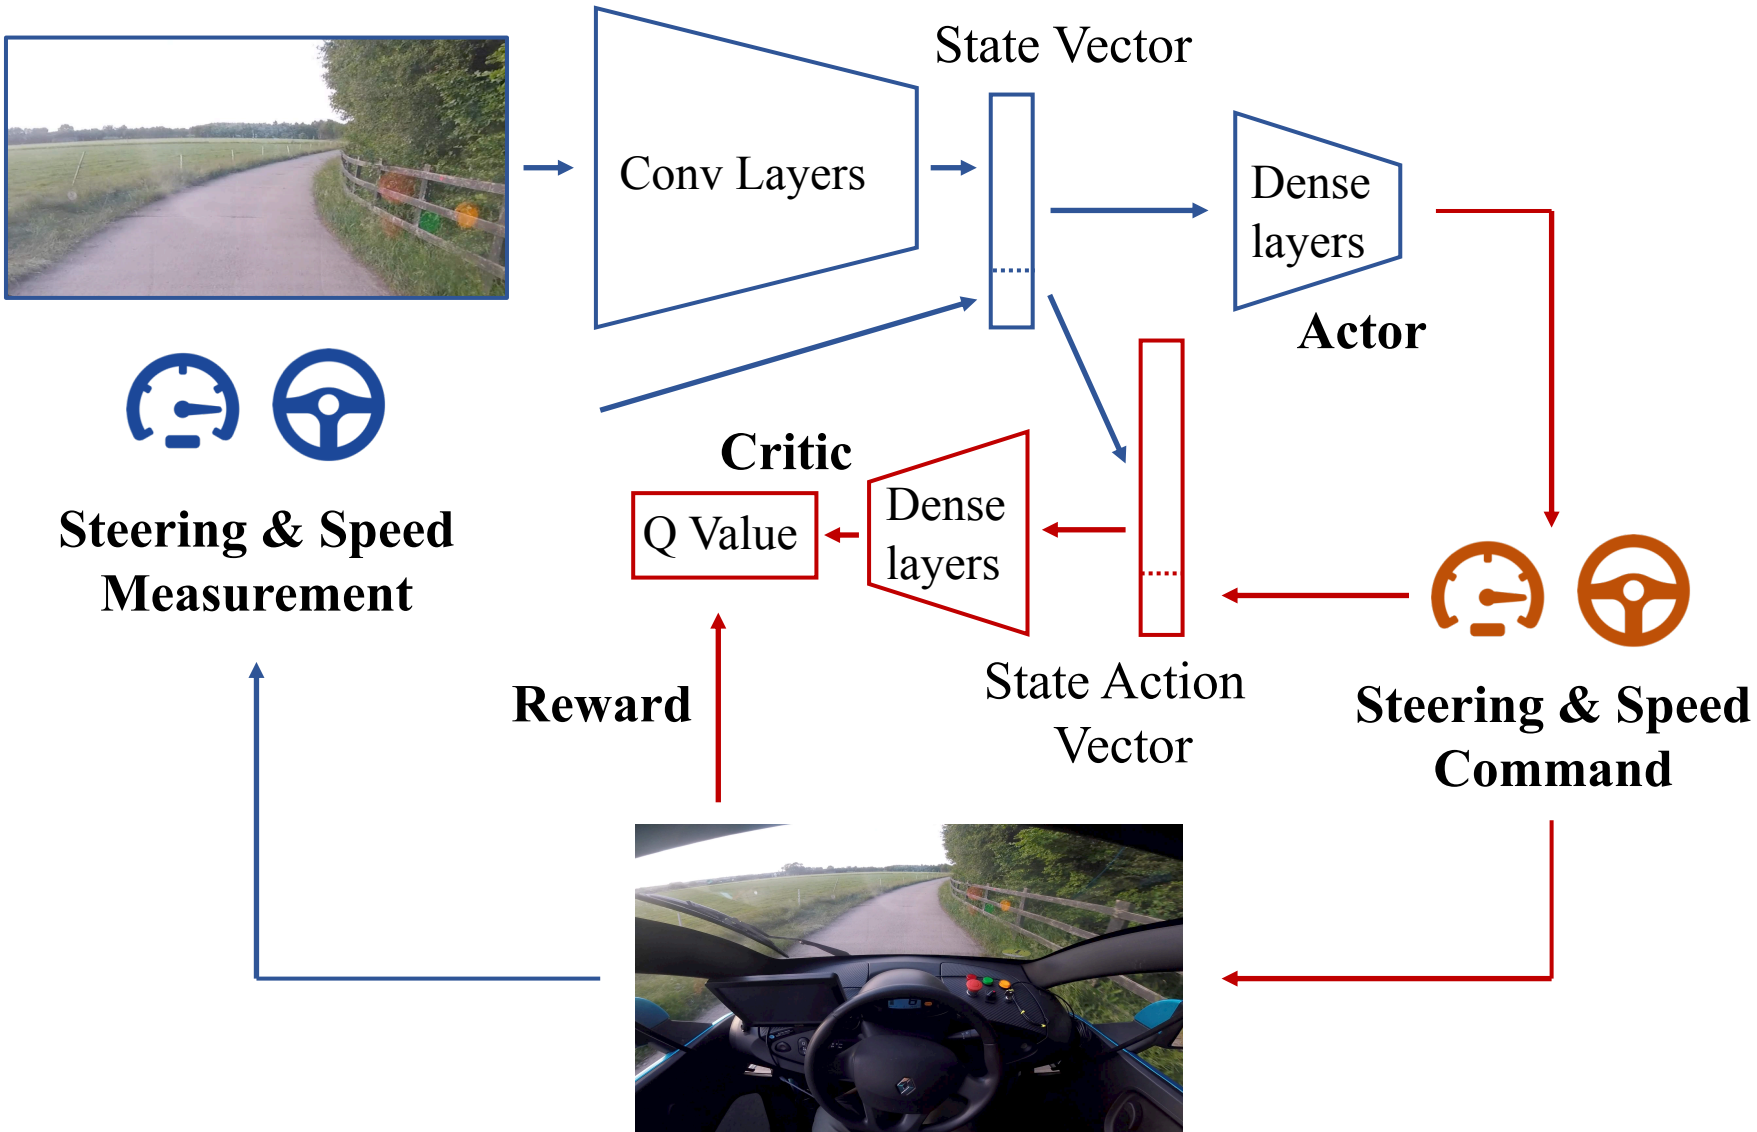 State Vector
Conv Layers
Dense
layers
Actor
Critic
Dense
layers
Q Value
Steering & Speed
Measurement
State Action
Vector
Reward
Steering & Speed
Command